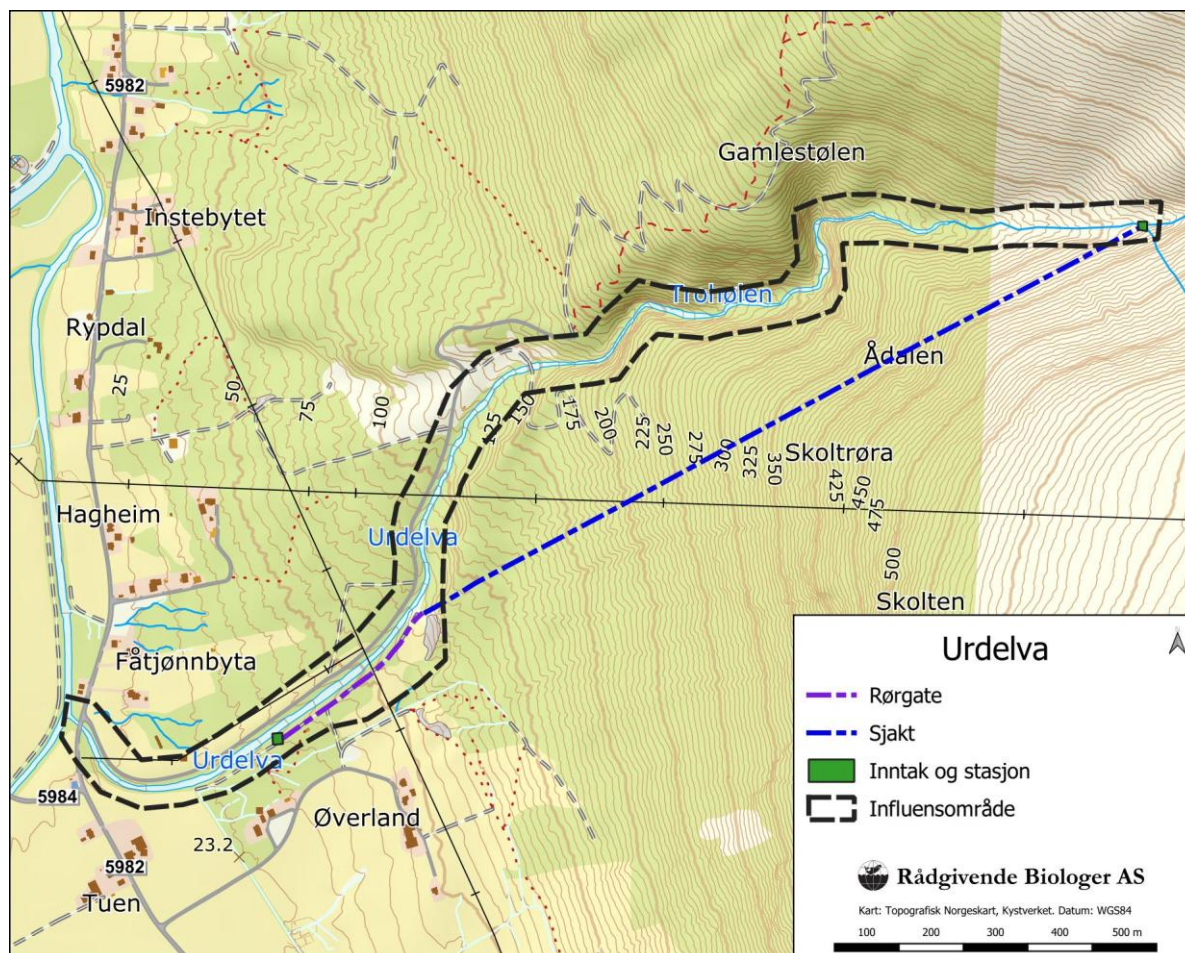 5982
Gamlestølen
Instebytet
Trohølen
Rypdal
Ådalen
25
50
75
100
125
150
175
200
225
250
275
300
325
350
425
450
475
500
Skoltrøra
Hagheim
Urdelva
Skolten
Fåtjønnbyta
Urdelva
5984
Øverland
23.2
5982
Tuen
Urdelva
N
Rørgate
Sjakt
Inntak og stasjon
Influensområde
Rådgivende Biologer AS
Kart: Topografisk Norgeskart, Kystverket. Datum: WGS84
100 200 300 400 500 m